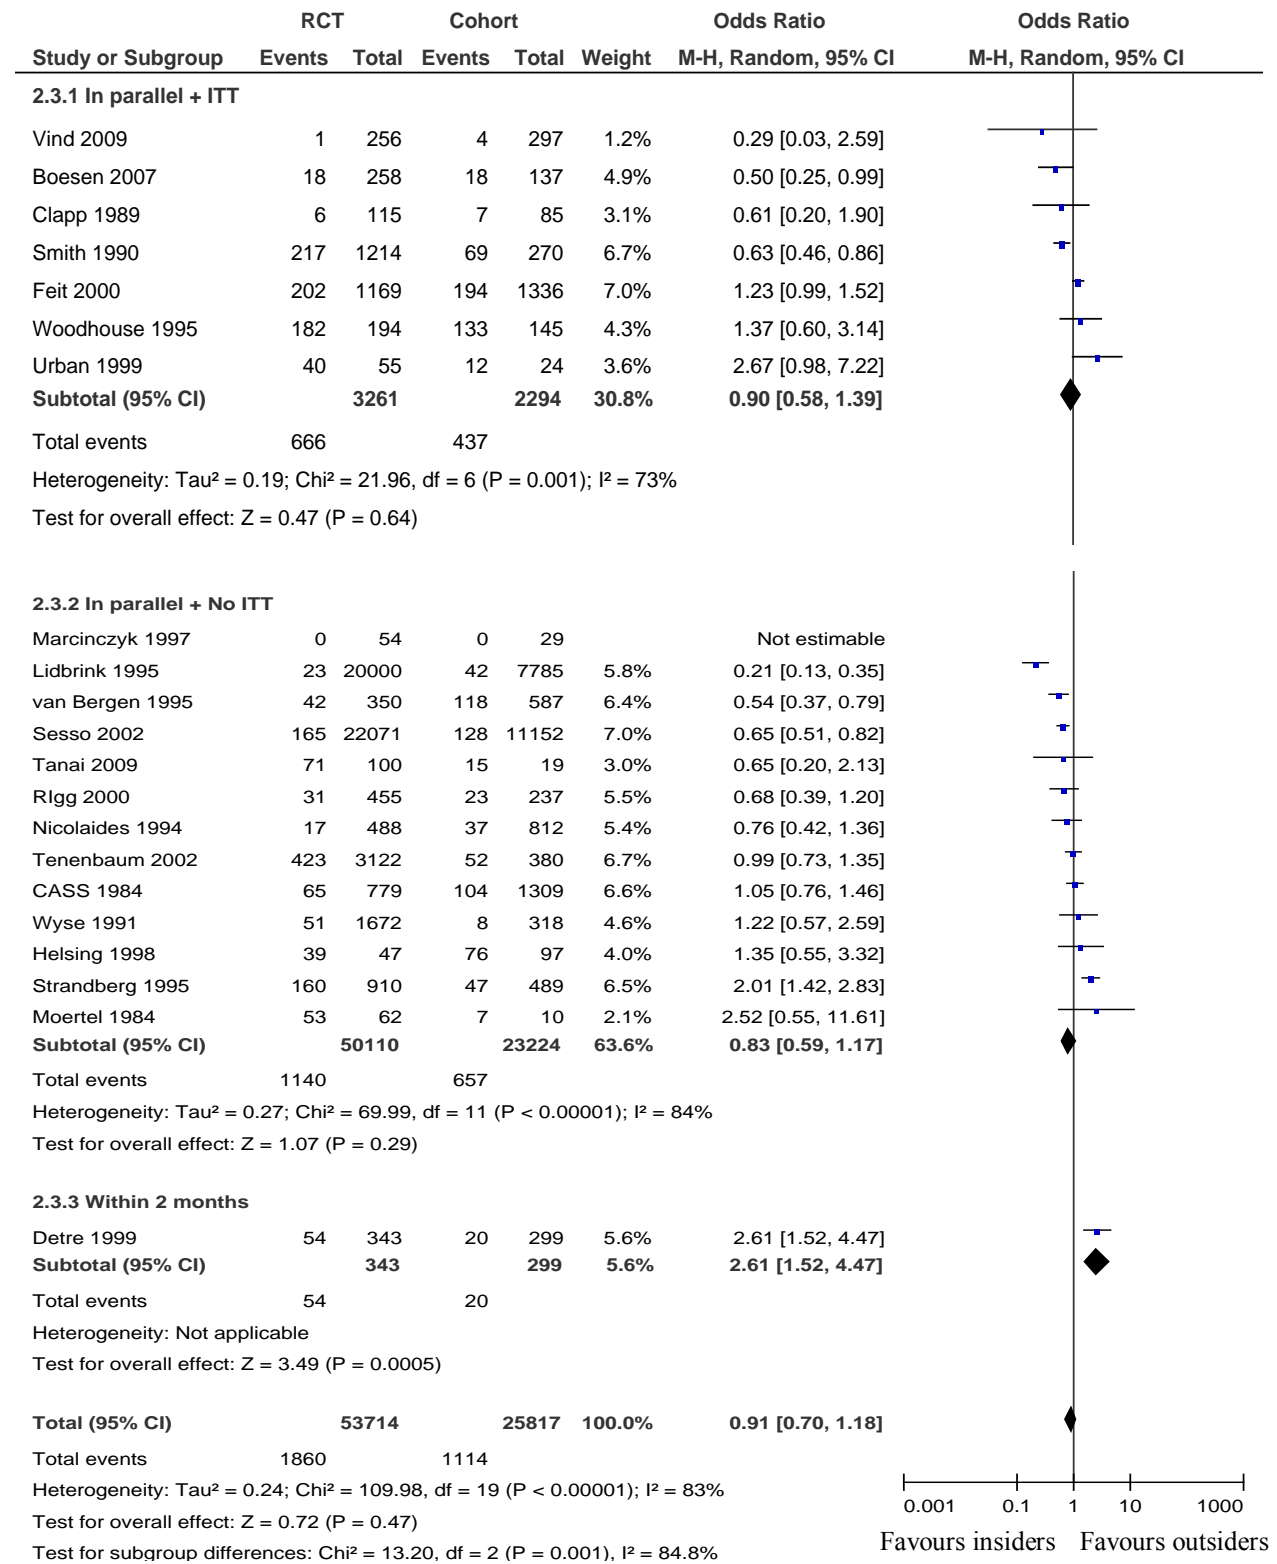 RCT Cohort Odds Ratio Odds Ratio
Study or Subgroup Events Total Events Total Weight M-H, Random, 95% CI M-H, Random, 95% CI
2.3.1 In parallel + ITT
Vind 2009 1 256 4 297 1.2% 0.29 [0.03, 2.59]
Boesen 2007 18 258 18 137 4.9% 0.50 [0.25, 0.99]
Clapp 1989 6 115 7 85 3.1% 0.61 [0.20, 1.90]
Smith 1990 217 1214 69 270 6.7% 0.63 [0.46, 0.86]
Feit 2000 202 1169 194 1336 7.0% 1.23 [0.99, 1.52]
Woodhouse 1995 182 194 133 145 4.3% 1.37 [0.60, 3.14]
Urban 1999 40 55 12 24 3.6% 2.67 [0.98, 7.22]
Subtotal (95% CI) 3261 2294 30.8% 0.90 [0.58, 1.39]
Total events 666 437
Heterogeneity: Tau² = 0.19; Chi² = 21.96, df = 6 (P = 0.001); I² = 73%
Test for overall effect: Z = 0.47 (P = 0.64)
2.3.2 In parallel + No ITT
Marcinczyk 1997 0 54 0 29 Not estimable
Lidbrink 1995 23 20000 42 7785 5.8% 0.21 [0.13, 0.35]
van Bergen 1995 42 350 118 587 6.4% 0.54 [0.37, 0.79]
Sesso 2002 165 22071 128 11152 7.0% 0.65 [0.51, 0.82]
Tanai 2009 71 100 15 19 3.0% 0.65 [0.20, 2.13]
RIgg 2000 31 455 23 237 5.5% 0.68 [0.39, 1.20]
Nicolaides 1994 17 488 37 812 5.4% 0.76 [0.42, 1.36]
Tenenbaum 2002 423 3122 52 380 6.7% 0.99 [0.73, 1.35]
CASS 1984 65 779 104 1309 6.6% 1.05 [0.76, 1.46]
Wyse 1991 51 1672 8 318 4.6% 1.22 [0.57, 2.59]
Helsing 1998 39 47 76 97 4.0% 1.35 [0.55, 3.32]
Strandberg 1995 160 910 47 489 6.5% 2.01 [1.42, 2.83]
Moertel 1984 53 62 7 10 2.1% 2.52 [0.55, 11.61]
Subtotal (95% CI) 50110 23224 63.6% 0.83 [0.59, 1.17]
Total events 1140 657
Heterogeneity: Tau² = 0.27; Chi² = 69.99, df = 11 (P < 0.00001); I² = 84%
Test for overall effect: Z = 1.07 (P = 0.29)
2.3.3 Within 2 months
Detre 1999 54 343 20 299 5.6% 2.61 [1.52, 4.47]
Subtotal (95% CI) 343 299 5.6% 2.61 [1.52, 4.47]
Total events 54 20
Heterogeneity: Not applicable
Test for overall effect: Z = 3.49 (P = 0.0005)
Total (95% CI) 53714 25817 100.0% 0.91 [0.70, 1.18]
Total events 1860 1114
Heterogeneity: Tau² = 0.24; Chi² = 109.98, df = 19 (P < 0.00001); I² = 83%
0.001 0.1 1 10 1000
Test for overall effect: Z = 0.72 (P = 0.47)
Favours insiders Favours outsiders
Test for subgroup differences: Chi² = 13.20, df = 2 (P = 0.001), I² = 84.8%